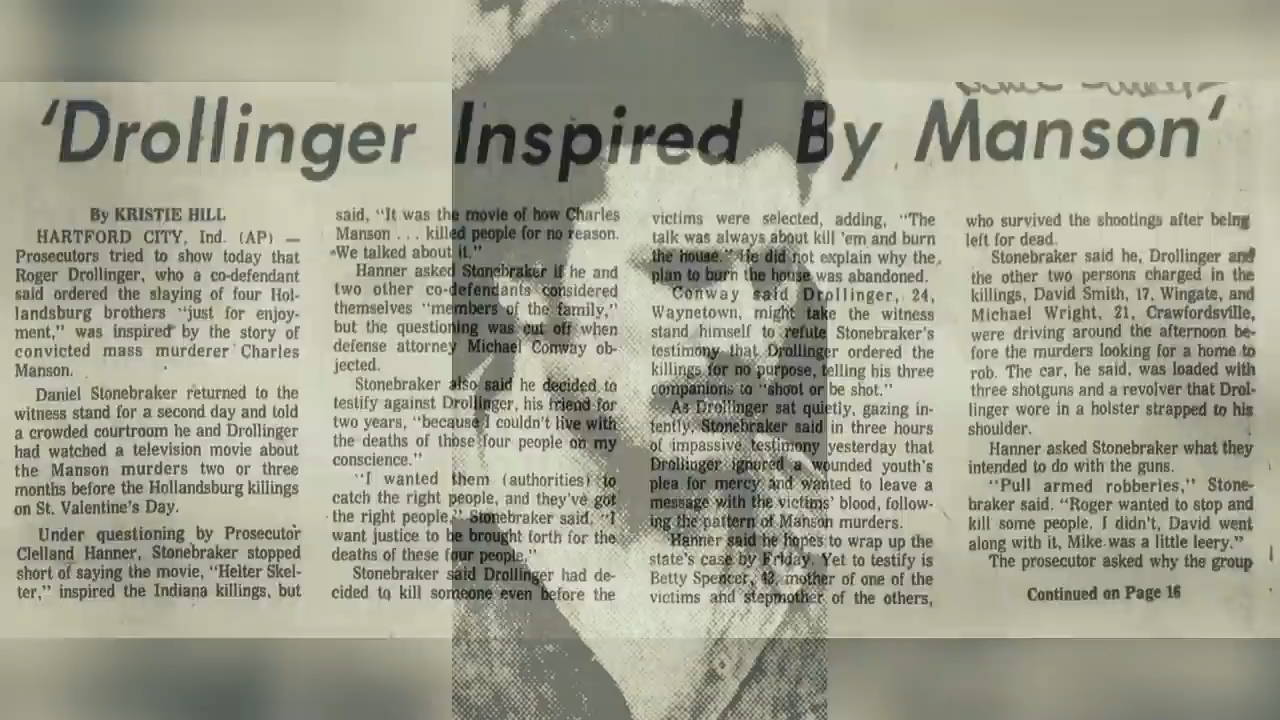 'Drollinger Inspired By Manson'
By KRISTIE HILL
HARTFORD CITY, Ind. (AP) —
Prosecutors tried to show today that
Roger Drollinger, who a co-defendant
said ordered the slaying of four Hol-
landsburg brothers "just for enjoy-
ment," was inspired by the story of
convicted mass murderer Charles
Manson.
Daniel Stonebraker returned to the
witness stand for a second day and told
a crowded courtroom he and Drollinger
had watched a television movie about
the Manson murders two or three
months before the Hollandsburg killings
on St. Valentine's Day.
Under questioning by Prosecutor
Clelland Hanner, Stonebraker stopped
short of saying the movie, "Helter Skel-
ter," inspired the Indiana killings, but
said, "It was the movie of how Charles
Manson . . . killed people for no reason.
We talked about it."
Hanner asked Stonebraker if he and
two other co-defendants considered
themselves "members of the family,"
but the questioning was cut off when
defense attorney Michael Conway ob-
jected.
Stonebraker also said he decided to
testify against Drollinger, his friend for
two years, "because I couldn't live with
the deaths of those four people on my
conscience."
"I wanted them (authorities) to
catch the right people, and they've got
the right people," Stonebraker said. "I
want justice to be brought forth for the
deaths of these four people,"
Stonebraker said Drollinger had de-
cided to kill someone even before the
victims were selected, adding, "The
talk was always about kill 'em and burn
the house." He did not explain why the
plan to burn the house was abandoned.
Conway said Drollinger, 24,
Waynetown, might take the witness
stand himself to refute Stonebraker's
testimony that Drollinger ordered the
killings for no purpose, telling his three
companions to "shoot or be shot."
As Drollinger sat quietly, gazing in-
tently, Stonebraker said in three hours
of impassive testimony yesterday that
Drollinger ignored a wounded youth's
plea for mercy and wanted to leave a
message with the victims' blood, follow-
ing the pattern of Manson murders.
Hanner said he hopes to wrap up the
state's case by Friday. Yet to testify is
Betty Spencer, 43, mother of one of the
victims and stepmother of the others,
who survived the shootings after being
left for dead.
Stonebraker said he, Drollinger and
the other two persons charged in the
killings, David Smith, 17, Wingate, and
Michael Wright, 21, Crawfordsville,
were driving around the afternoon be-
fore the murders looking for a home to
rob. The car, he said, was loaded with
three shotguns and a revolver that Drol-
linger wore in a holster strapped to his
shoulder.
Hanner asked Stonebraker what they
intended to do with the guns.
"Pull armed robberies," Stone-
braker said. "Roger wanted to stop and
kill some people. I didn't, David went
along with it, Mike was a little leery."
The prosecutor asked why the group
Continued on Page 16